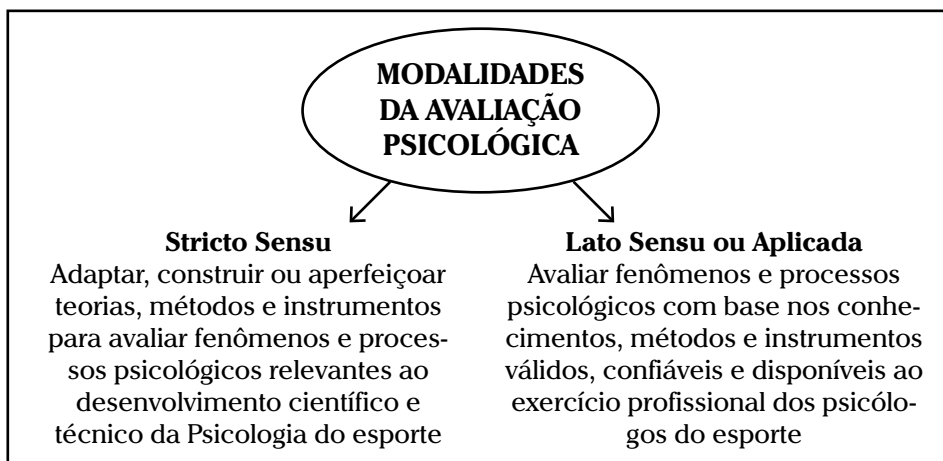 MODALIDADES
DA AVALIAÇÃO
PSICOLÓGICA
Stricto Sensu
Adaptar, construir ou aperfeiçoar
teorias, métodos e instrumentos
para avaliar fenômenos e proces-
sos psicológicos relevantes ao
desenvolvimento científico e
técnico da Psicologia do esporte
Lato Sensu ou Aplicada
Avaliar fenômenos e processos
psicológicos com base nos conhe-
cimentos, métodos e instrumentos
válidos, confiáveis e disponíveis ao
exercício profissional dos psicólo-
gos do esporte